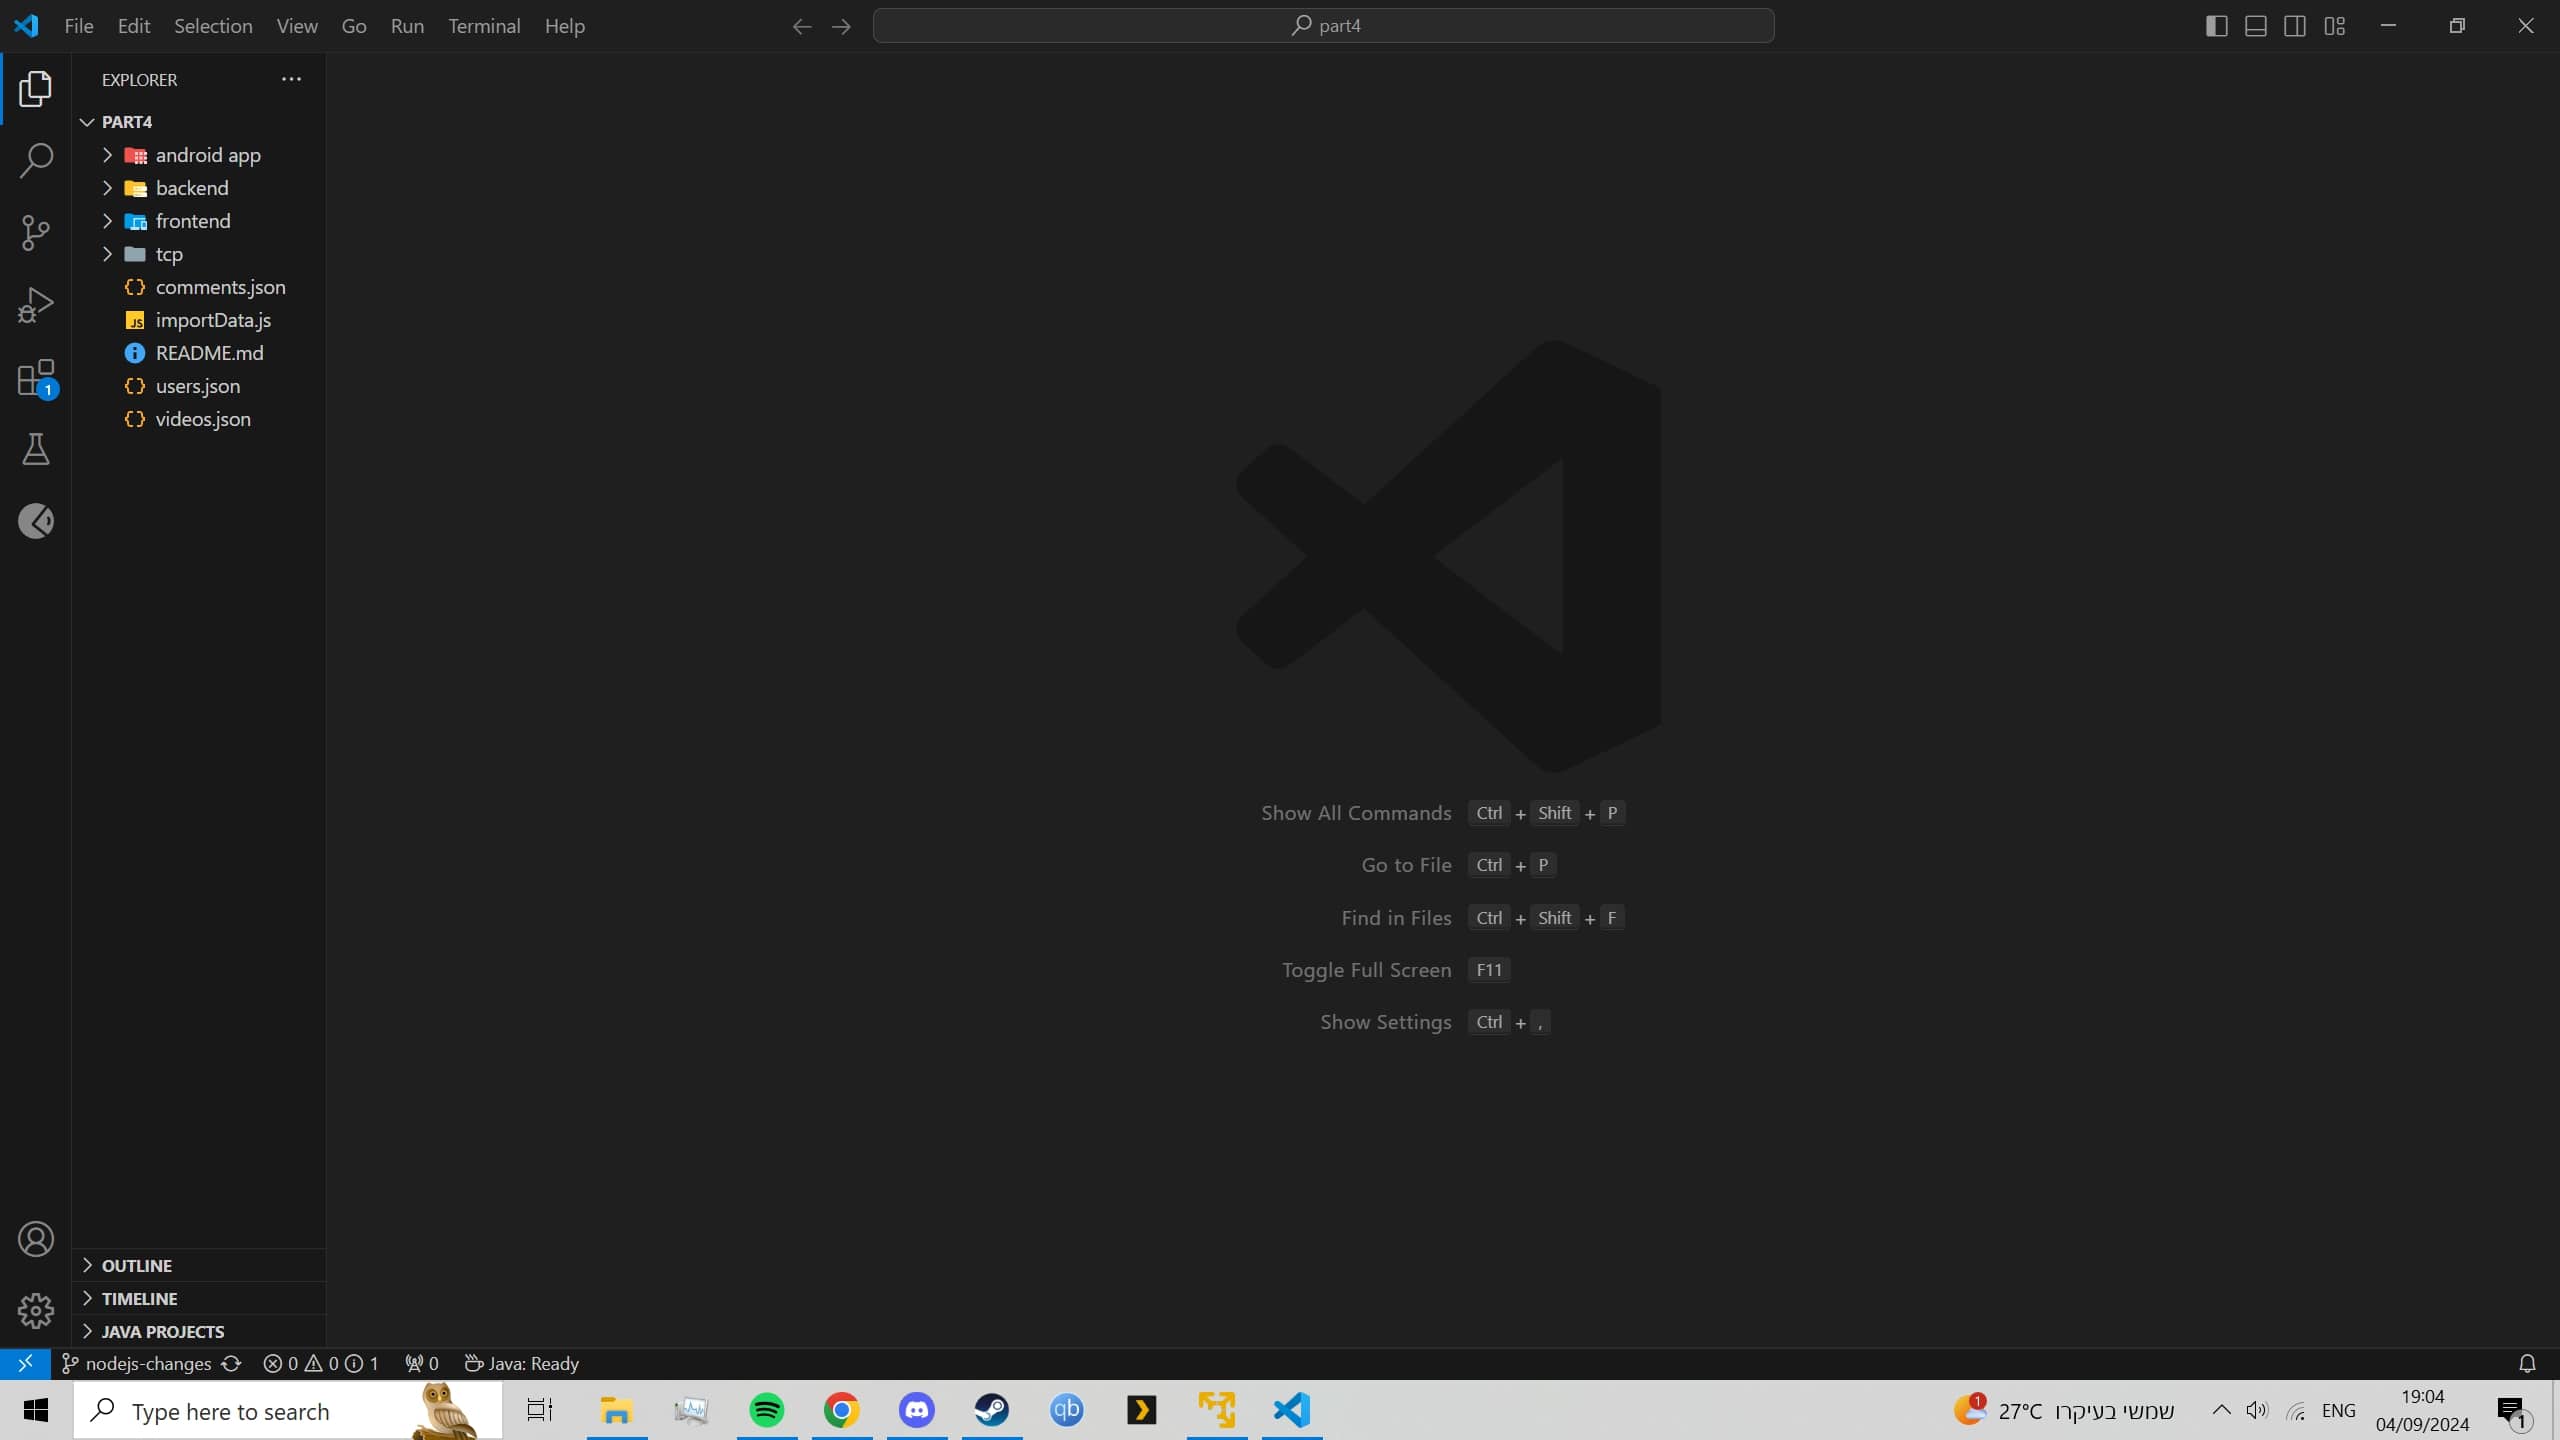 File Edit Selection View Go Run Terminal Help
part4
EXPLORER
PART4
android app
backend
frontend
tcp
comments.json
JS importData.js
README.md
users.json
1
videos.json
Show All Commands Ctrl + Shift + P
Go to File Ctrl + P
Find in Files Ctrl + Shift + F
Toggle Full Screen F11
Show Settings Ctrl + ,
OUTLINE
TIMELINE
JAVA PROJECTS
nodejs-changes 0 0 1 0 Java: Ready
Type here to search
qb
1
27°C שמשי בעיקרו
ENG
19:04
04/09/2024
1